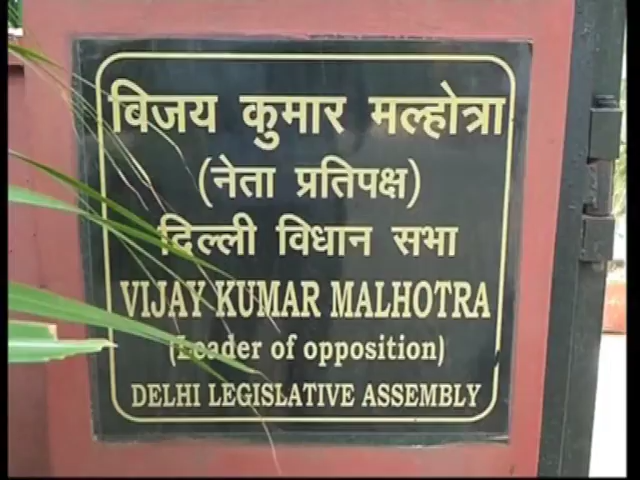 विजय कुमार मल्होत्रा
(नेता प्रतिपक्ष)
दिल्ली विधान सभा
VIJAY KUMAR MALHOTRA
(Leader of opposition)
DELHI LEGISLATIVE ASSEMBLY